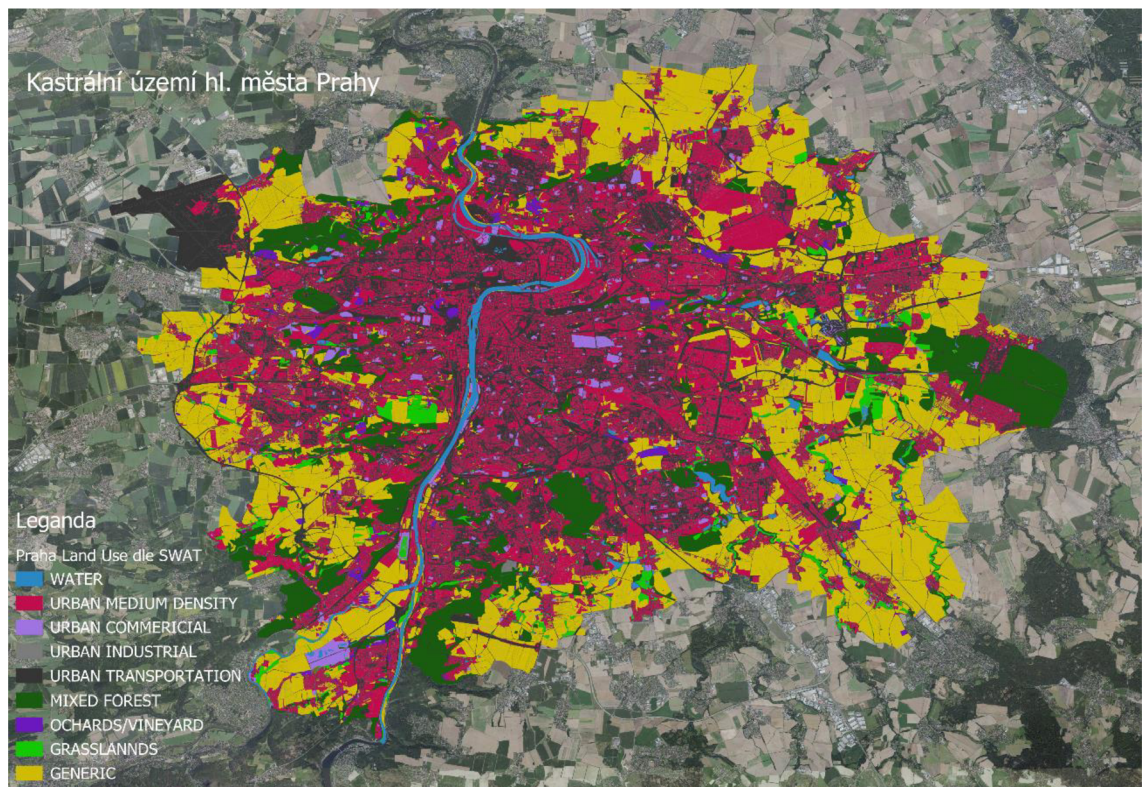 Kastrální území hl. města Prahy
Leganda
Praha Land Use dle SWAT
WATER
URBAN MEDIUM DENSITY
URBAN COMMERICIAL
URBAN INDUSTRIAL
URBAN TRANSPORTATION
MIXED FOREST
OCHARDS/VINEYARD
GRASSLANNDS
GENERIC